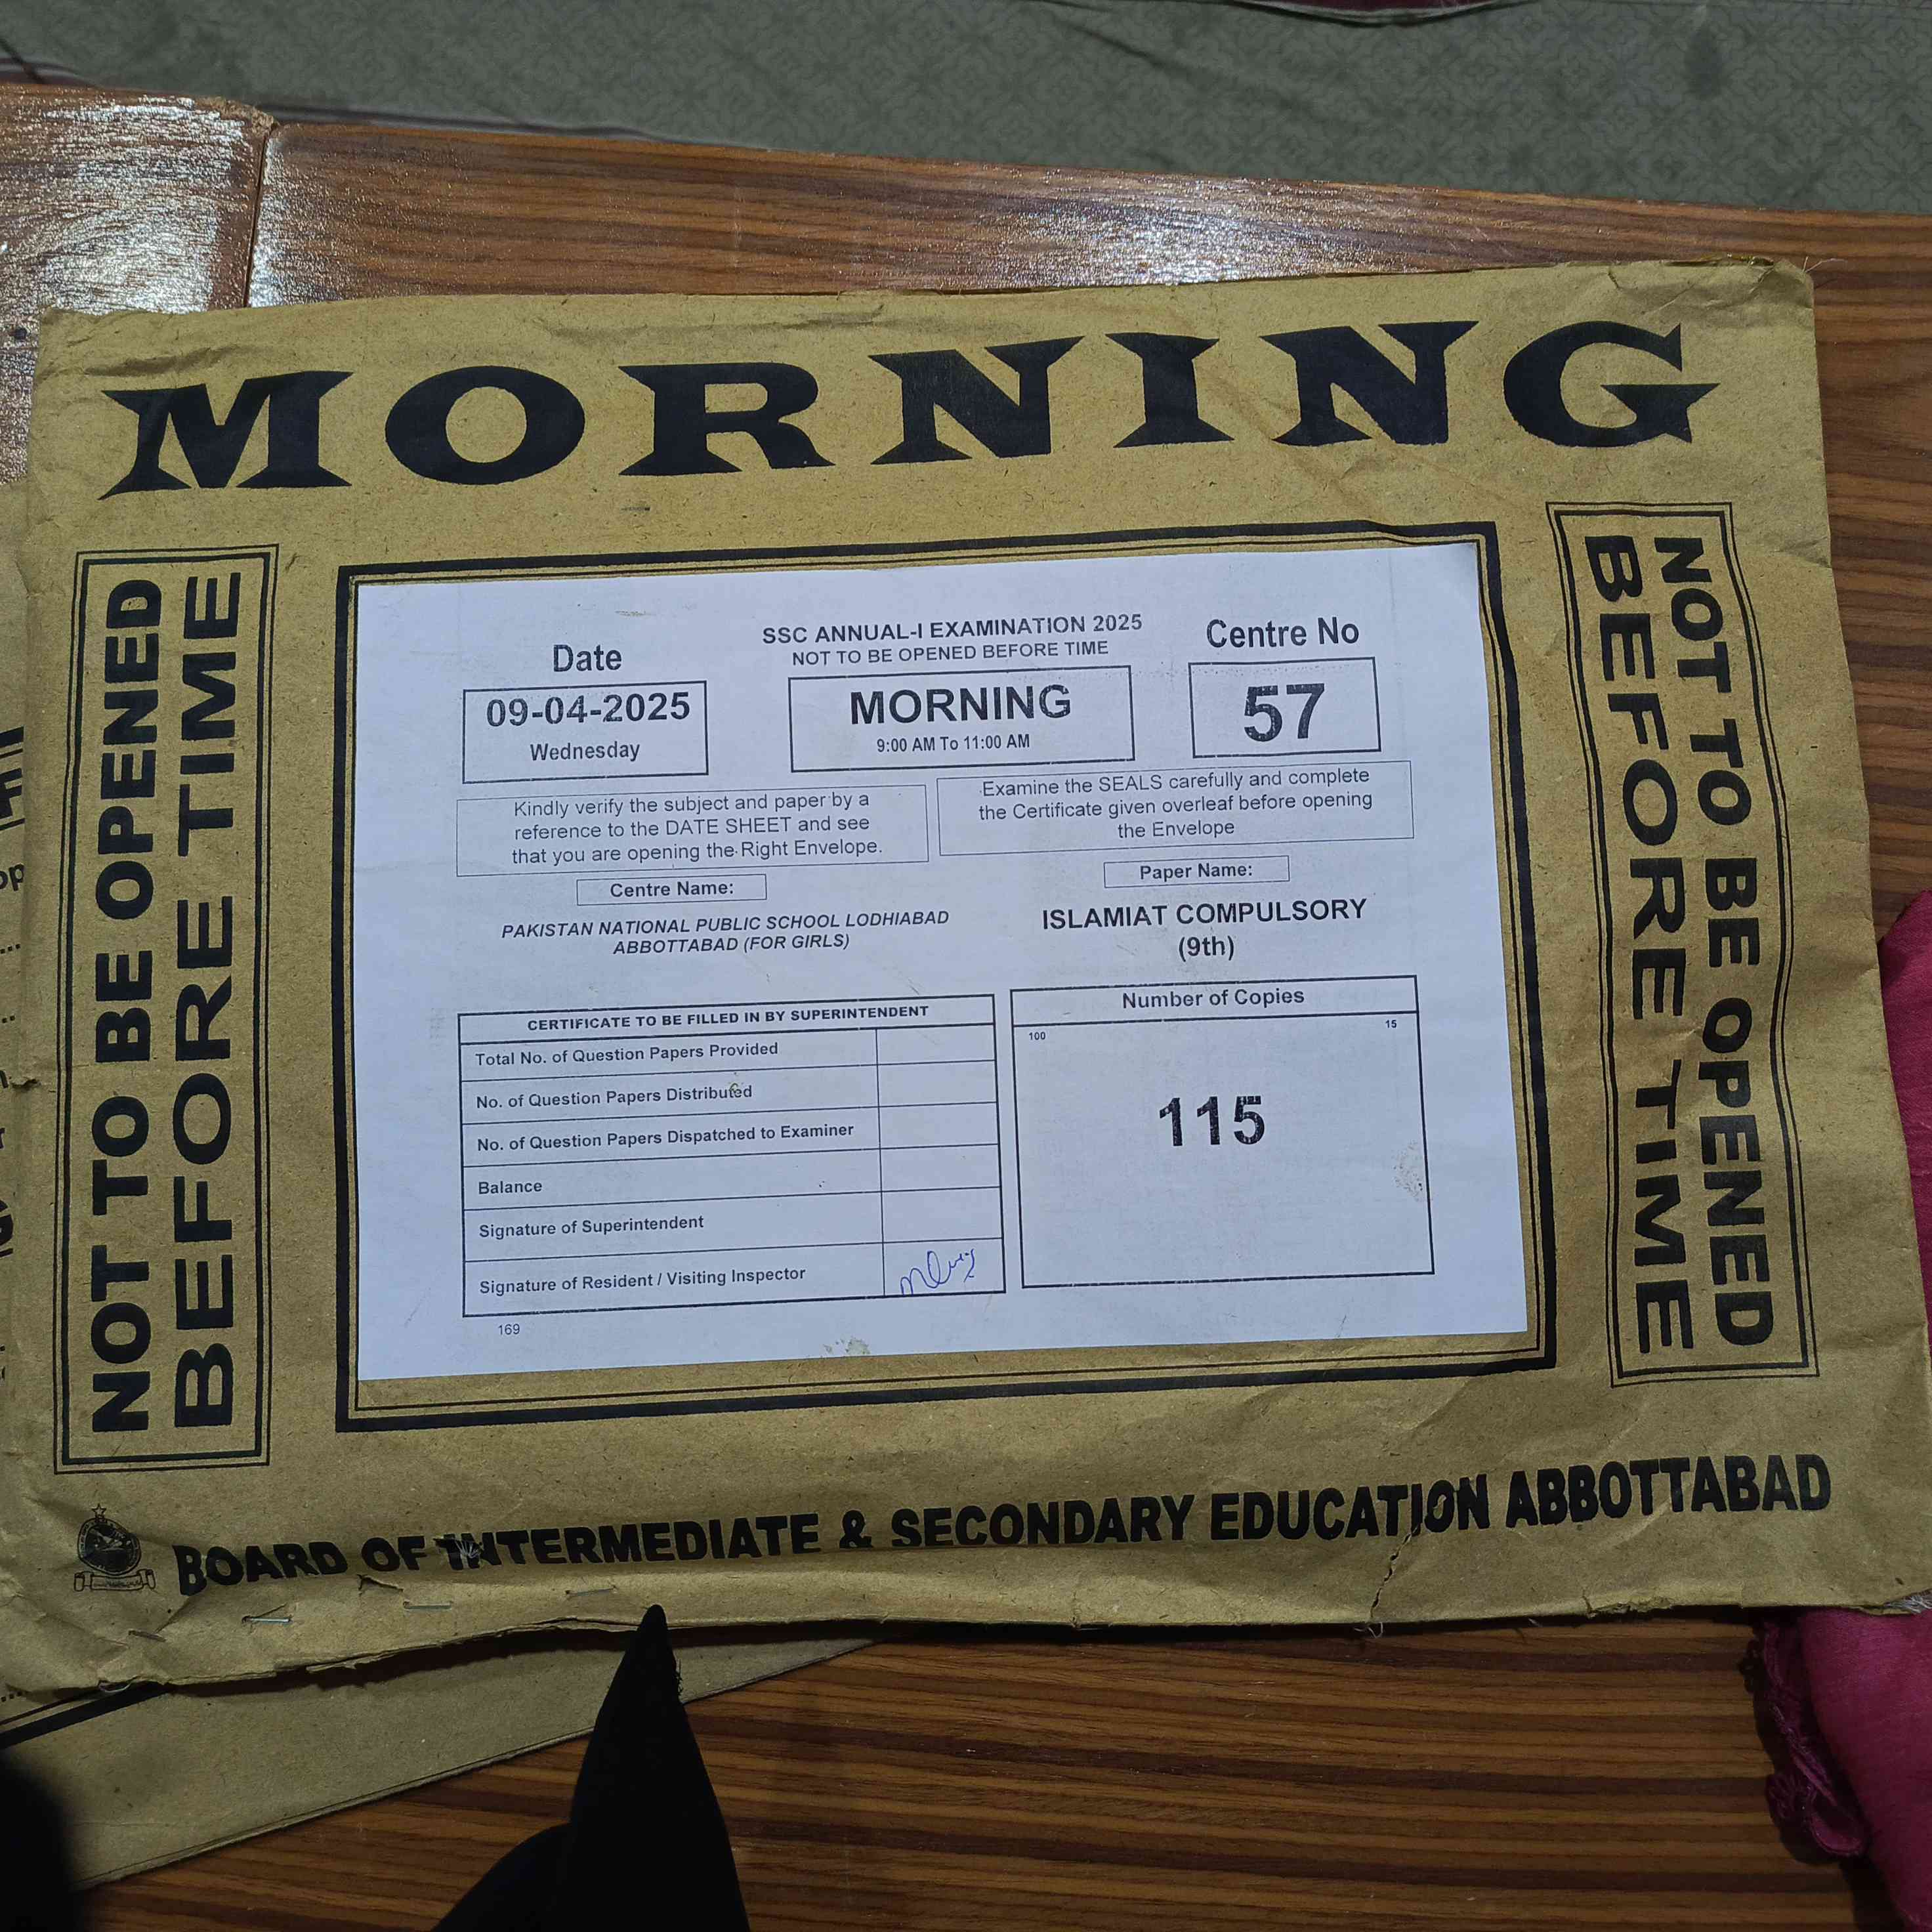 MORNING
NOT TO BE OPENED
BEFORE TIME
SSC ANNUAL-I EXAMINATION 2025
NOT TO BE OPENED BEFORE TIME
Date
09-04-2025
Wednesday
MORNING
9:00 AM To 11:00 AM
Centre No
57
Kindly verify the subject and paper by a
reference to the DATE SHEET and see
that you are opening the Right Envelope.
Examine the SEALS carefully and complete
the Certificate given overleaf before opening
the Envelope
Centre Name:
PAKISTAN NATIONAL PUBLIC SCHOOL LODHIABAD
ABBOTTABAD (FOR GIRLS)
Paper Name:
ISLAMIAT COMPULSORY
(9th)
CERTIFICATE TO BE FILLED IN BY SUPERINTENDENT
Total No. of Question Papers Provided
No. of Question Papers Distributed
No. of Question Papers Dispatched to Examiner
Balance
Signature of Superintendent
Signature of Resident / Visiting Inspector
Number of Copies
100 15
115
169
NOT TO BE OPENED
BEFORE TIME
BOARD OF INTERMEDIATE & SECONDARY EDUCATION ABBOTTABAD